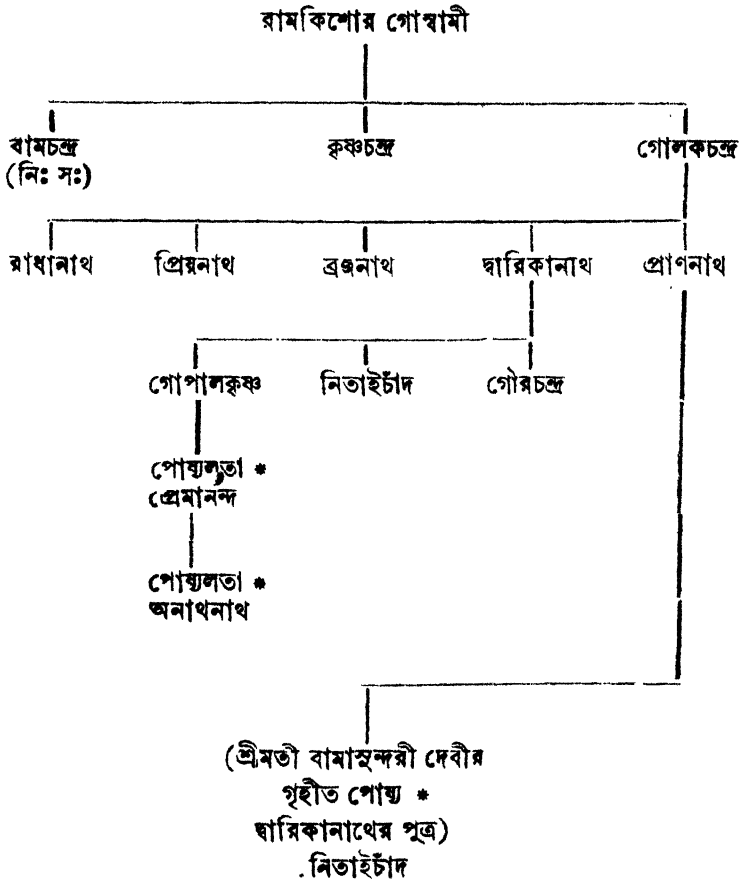 রামকিশোর গোস্বামী
বামচন্দ্র কৃষ্ণচন্দ্র গোলকচন্দ্র
(নিঃ সঃ)
রাধানাথ প্রিয়নাথ ব্রজনাথ দ্বারিকানাথ প্রাণনাথ
গোপালকৃষ্ণ নিতাইচাঁদ গৌরচন্দ্র
পোষ্যলতা *
প্রেমানন্দ
পোষ্যলতা *
অনাথনাথ
(শ্রীমতী বামাসুন্দরী দেবীর
গৃহীত পোষ্য *
দ্বারিকানাথের পুত্র)
.নিতাইচাঁদ